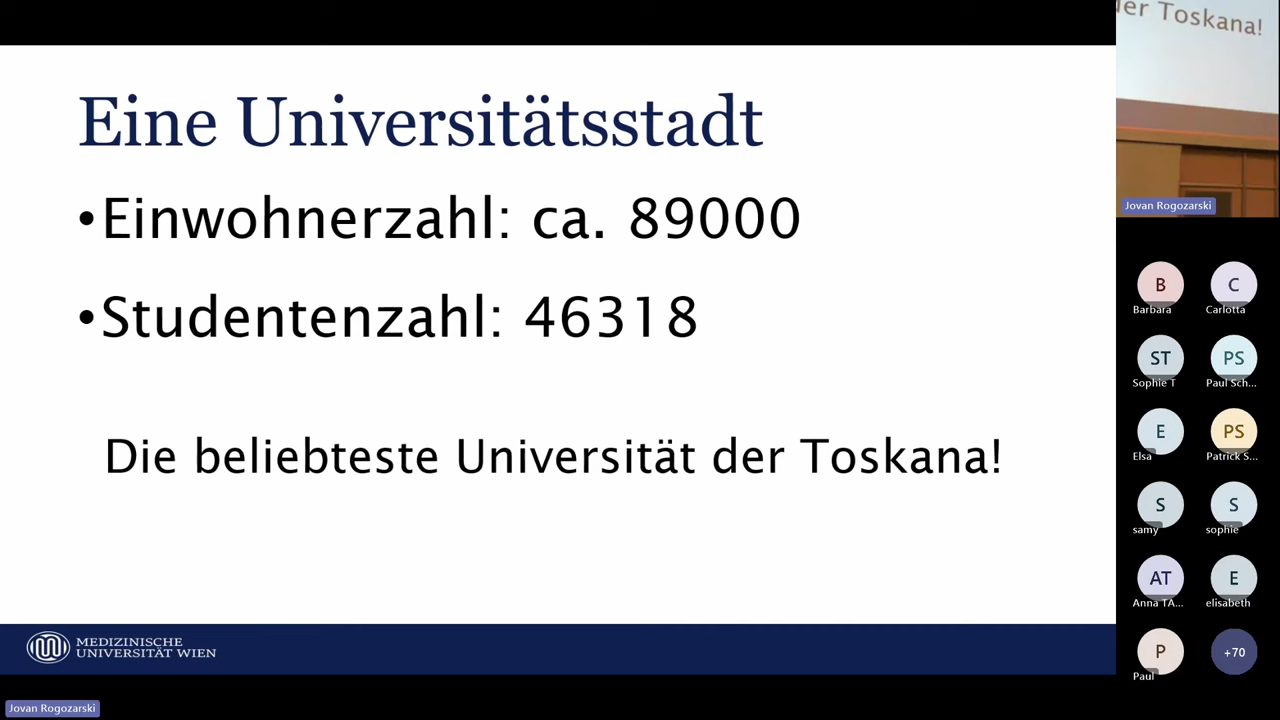 Eine Universitätsstadt
•Einwohnerzahl: ca. 89000
•Studentenzahl: 46318
Die beliebteste Universität der Toskana!
MEDIZINISCHE
UNIVERSITÄT WIEN
Jovan Rogozarski
der Toskana!
Jovan Rogozarski
B
C
Barbara
Carlotta
ST
PS
Sophie T
Paul Sch...
E
PS
Elsa
Patrick S...
S
S
samy
sophie
AT
E
Anna TA...
elisabeth
P
+70
Paul